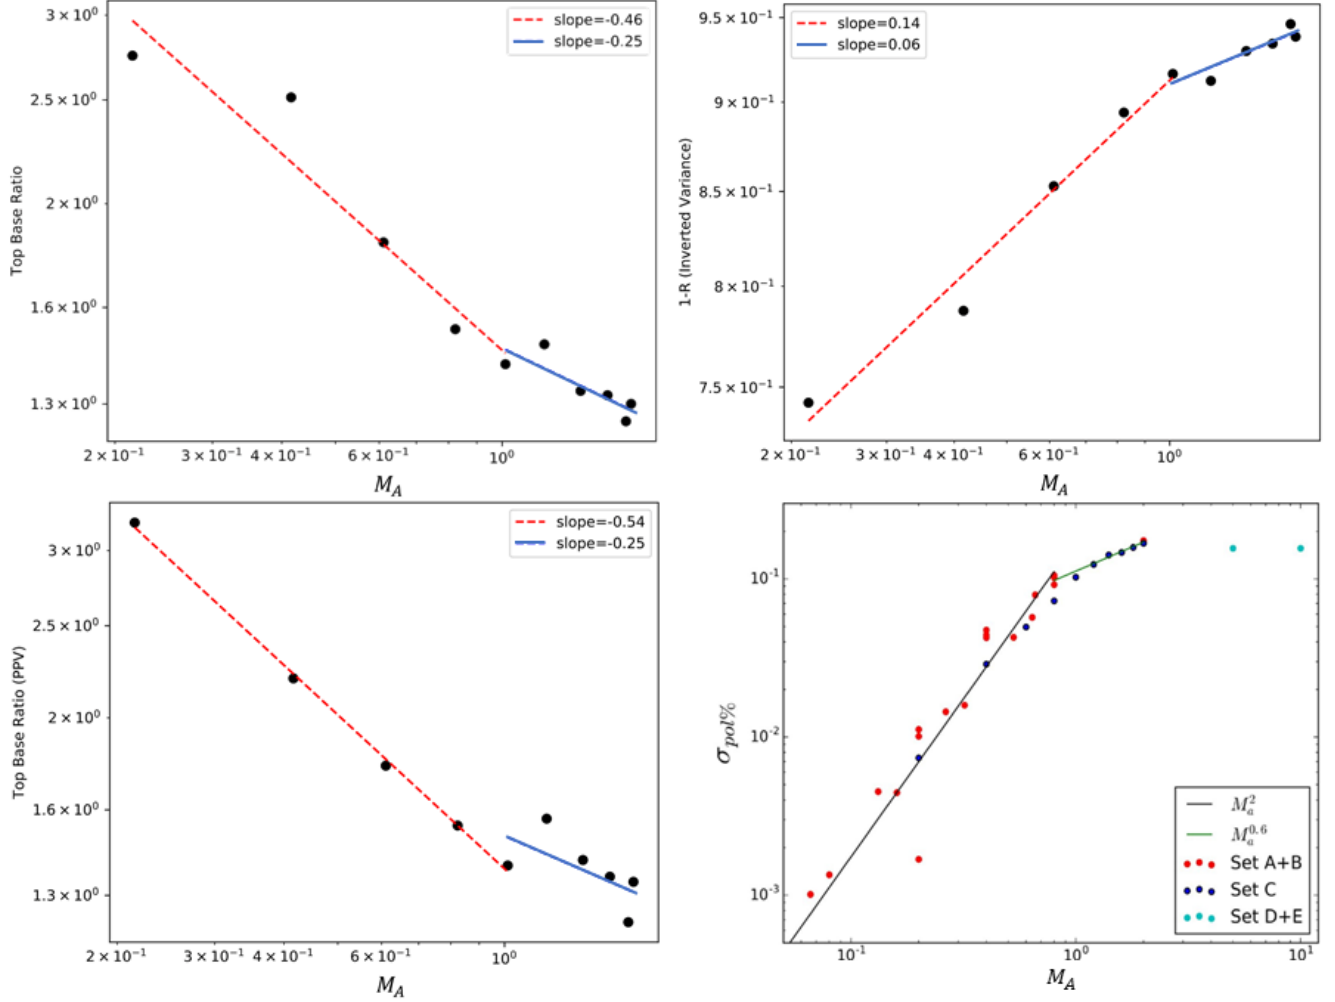 3 × 10⁰
2.5 × 10⁰
2 × 10⁰
1.6 × 10⁰
1.3 × 10⁰
Top Base Ratio
slope=-0.46
slope=-0.25
2 × 10⁻¹ 3 × 10⁻¹ 4 × 10⁻¹ 6 × 10⁻¹ 10⁰
M_A
9.5 × 10⁻¹
9 × 10⁻¹
8.5 × 10⁻¹
8 × 10⁻¹
7.5 × 10⁻¹
1-R (Inverted Variance)
slope=0.14
slope=0.06
2 × 10⁻¹ 3 × 10⁻¹ 4 × 10⁻¹ 6 × 10⁻¹ 10⁰
M_A
3 × 10⁰
2.5 × 10⁰
2 × 10⁰
1.6 × 10⁰
1.3 × 10⁰
Top Base Ratio (PPV)
slope=-0.54
slope=-0.25
2 × 10⁻¹ 3 × 10⁻¹ 4 × 10⁻¹ 6 × 10⁻¹ 10⁰
M_A
10⁻¹
10⁻²
10⁻³
σ_pol%
M_a^2
M_a^0.6
Set A+B
Set C
Set D+E
10⁻¹ 10⁰ 10¹
M_A